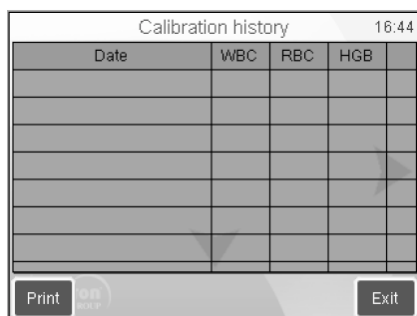 Calibration history 16:44
Date WBC RBC HGB
Print Exit